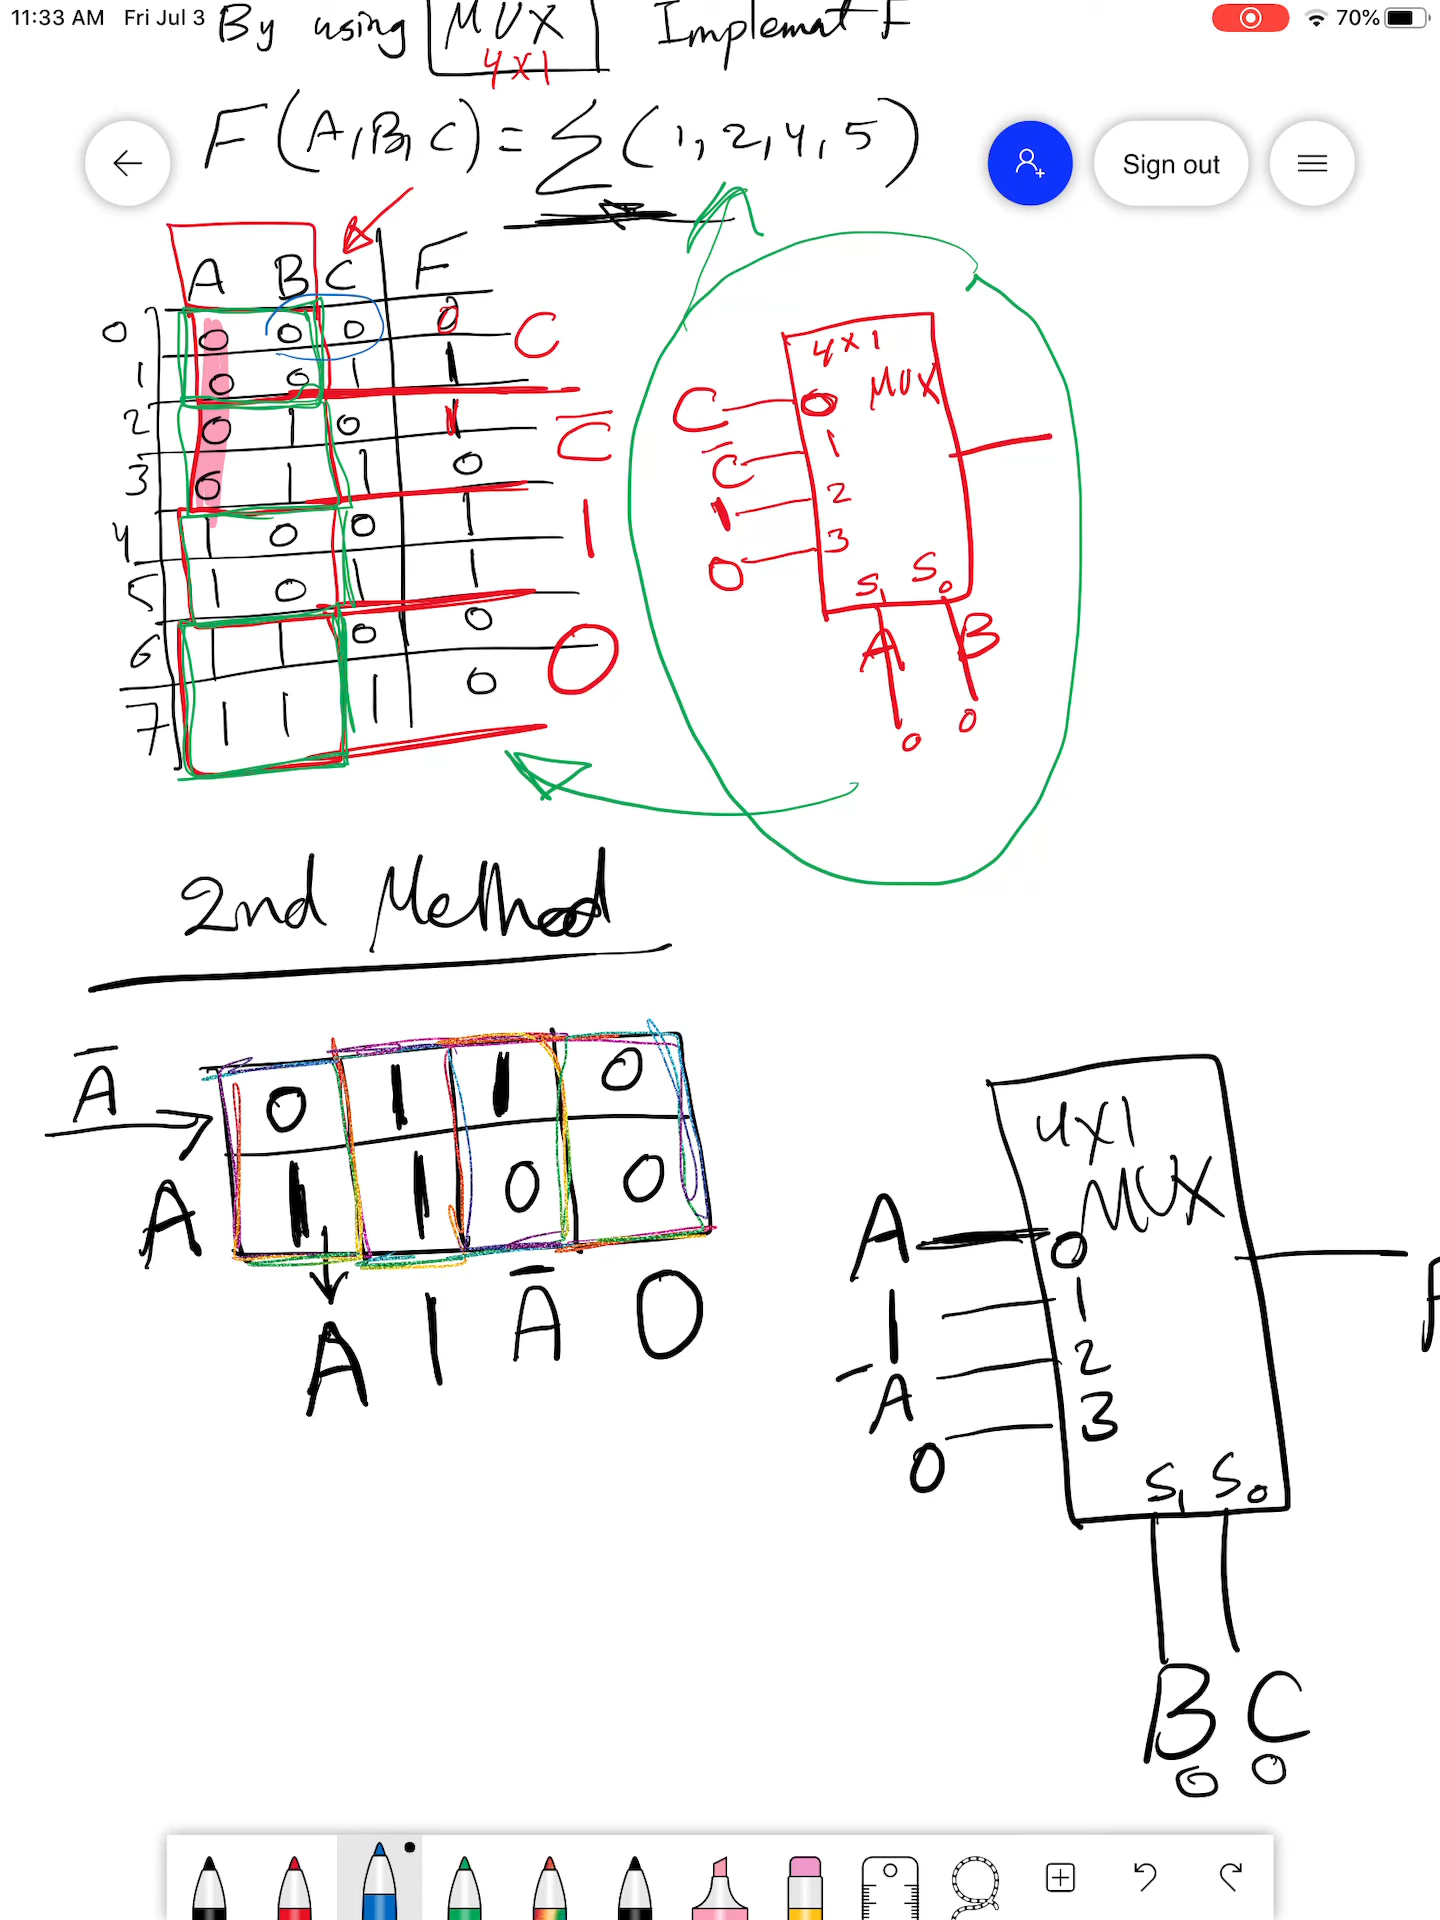 11:33 AM Fri Jul 3
70%
By using MUX Implemat F
4x1
F(A,B,C) = Σ(1,2,4,5)
Sign out
A B C F
0 0 0 0 0 C
1 0 0 1 1
2 0 1 0 1 C̅
3 0 1 1 0
4 1 0 0 1 1
5 1 0 1 1
6 1 1 0 0 0
7 1 1 1 0
4x1
MUX
C 0
C̅ 1
1 2
0 3
S1 S0
A B
0 0
2nd Method
A̅ 0 1 1 0
A 1 1 0 0
A 1 A̅ 0
4x1
MUX
A 0
1 1
A̅ 2
0 3
S1 S0
B C
0 0